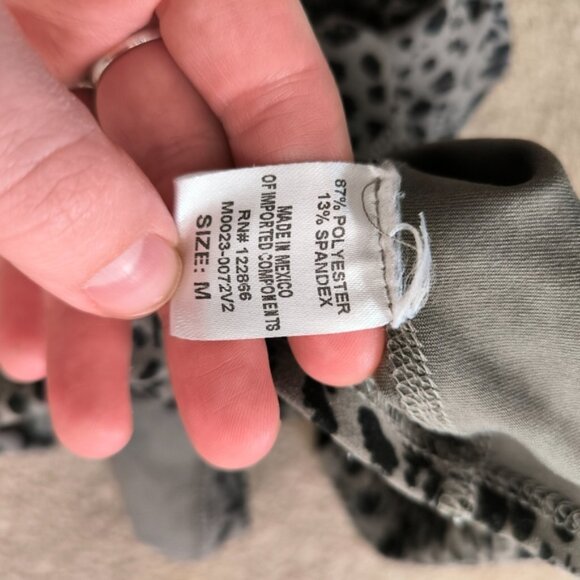 87% POLYESTER
13% SPANDEX
MADE IN MEXICO
OF IMPORTED COMPONENTS
RN# 122866
M0023-0072V2
SIZE: M